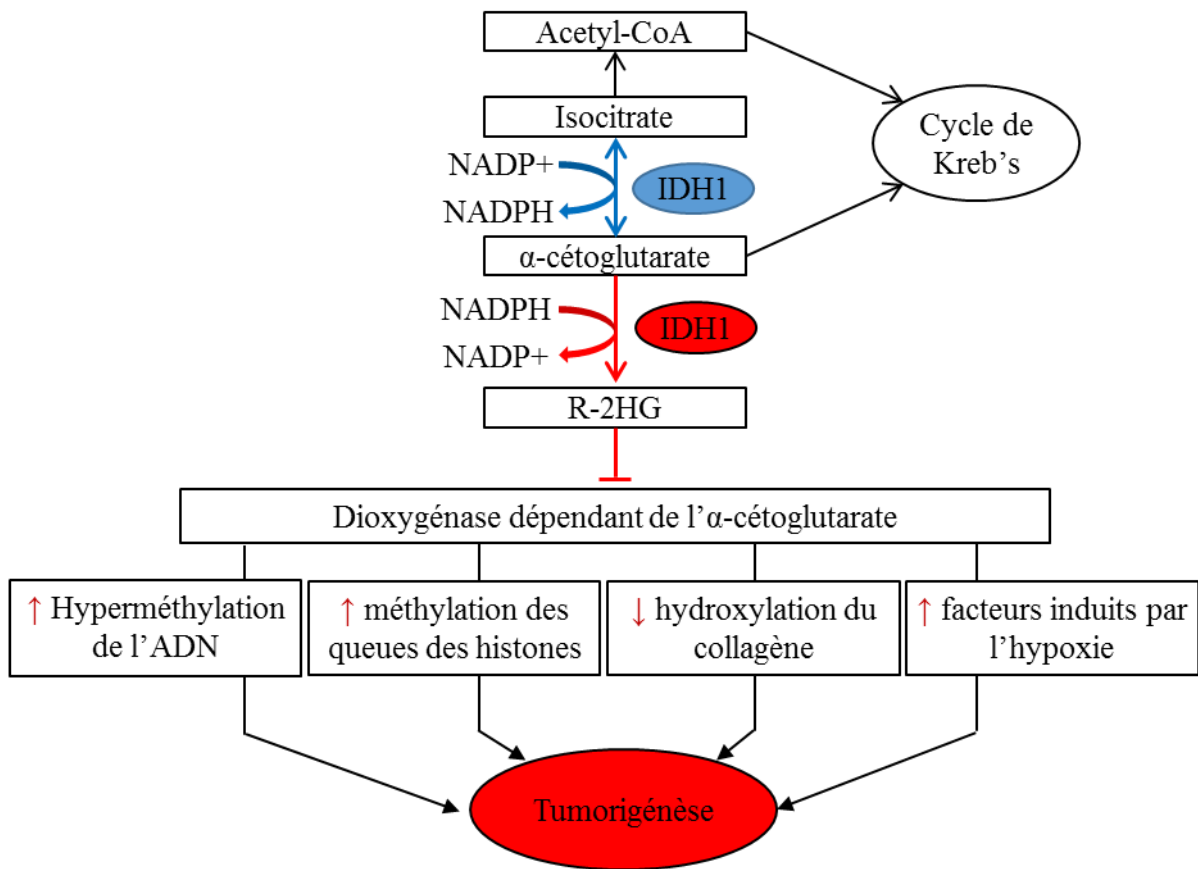 Acetyl-CoA
Isocitrate
Cycle de
Kreb’s
NADP+
IDH1
NADPH
α-cétoglutarate
NADPH
IDH1
NADP+
R-2HG
Dioxygénase dépendant de l’α-cétoglutarate
↑ Hyperméthylation
de l’ADN
↑ méthylation des
queues des histones
↓ hydroxylation du
collagène
↑ facteurs induits par
l’hypoxie
Tumorigénèse